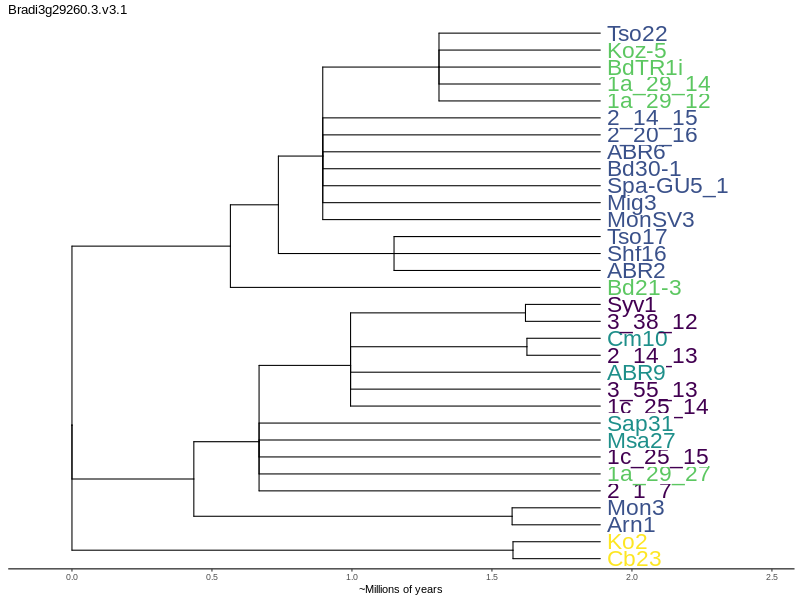 Bradi3g29260.3.v3.1
Tso22
Koz-5
BdTR1i
1a_29_14
1a_29_12
2_14_15
2_20_16
ABR6
Bd30-1
Spa-GU5_1
Mig3
MonSV3
Tso17
Shf16
ABR2
Bd21-3
Syv1
3_38_12
Cm10
2_14_13
ABR9
3_55_13
1c_25_14
Sap31
Msa27
1c_25_15
1a_29_27
2_1_7
Mon3
Arn1
Ko2
Cb23
0.0 0.5 1.0 1.5 2.0 2.5
~Millions of years